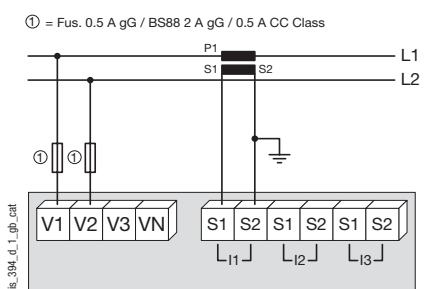 ① = Fus. 0.5 A gG / BS88 2 A gG / 0.5 A CC Class
P1
L1
S1 S2
L2
① ①
V1 V2 V3 VN S1 S2 S1 S2 S1 S2
I1 I2 I3
is_394_d_1_gb_cat